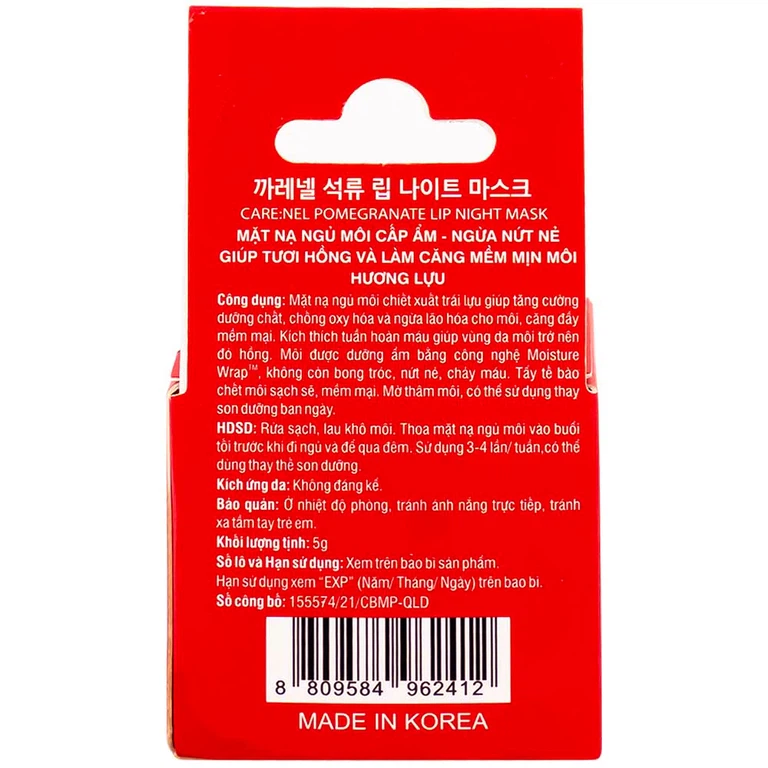 까레넬 석류 립 나이트 마스크
CARE:NEL POMEGRANATE LIP NIGHT MASK
MẶT NẠ NGỦ MÔI CẤP ẨM - NGỪA NỨT NẺ
GIÚP TƯƠI HỒNG VÀ LÀM CĂNG MỀM MỊN MÔI
HƯƠNG LỰU
Công dụng: Mặt nạ ngủ môi chiết xuất trái lựu giúp tăng cường
dưỡng chất, chống oxy hóa và ngừa lão hóa cho môi, căng đầy
mềm mại. Kích thích tuần hoàn máu giúp vùng da môi trở nên
đỏ hồng. Môi được dưỡng ẩm bằng công nghệ Moisture
Wrap™, không còn bong tróc, nứt nẻ, chảy máu. Tẩy tế bào
chết môi sạch sẽ, mềm mại. Mờ thâm môi, có thể sử dụng thay
son dưỡng ban ngày.
HDSD: Rửa sạch, lau khô môi. Thoa mặt nạ ngủ môi vào buổi
tối trước khi đi ngủ và để qua đêm. Sử dụng 3-4 lần/ tuần,có thể
dùng thay thế son dưỡng.
Kích ứng da: Không đáng kể.
Bảo quản: Ở nhiệt độ phòng, tránh ánh nắng trực tiếp, tránh
xa tầm tay trẻ em.
Khối lượng tịnh: 5g
Số lô và Hạn sử dụng: Xem trên bao bì sản phẩm.
Hạn sử dụng xem “EXP” (Năm/ Tháng/ Ngày) trên bao bì.
Số công bố: 155574/21/CBMP-QLD
8 809584 962412
MADE IN KOREA